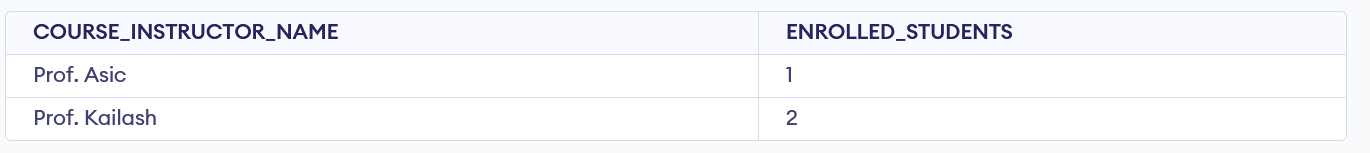 COURSE_INSTRUCTOR_NAME ENROLLED_STUDENTS
Prof. Asic 1
Prof. Kailash 2